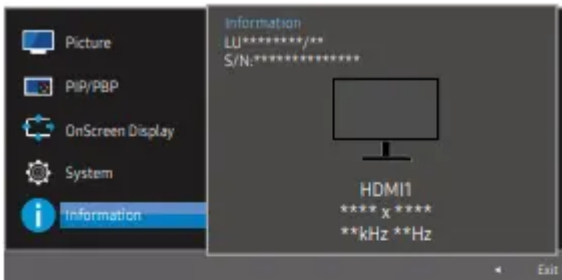 Picture
PIP/PBP
OnScreen Display
System
Information
Information
LU********/**
S/N:**************
HDMI1
**** x ****
**kHz **Hz
Exit